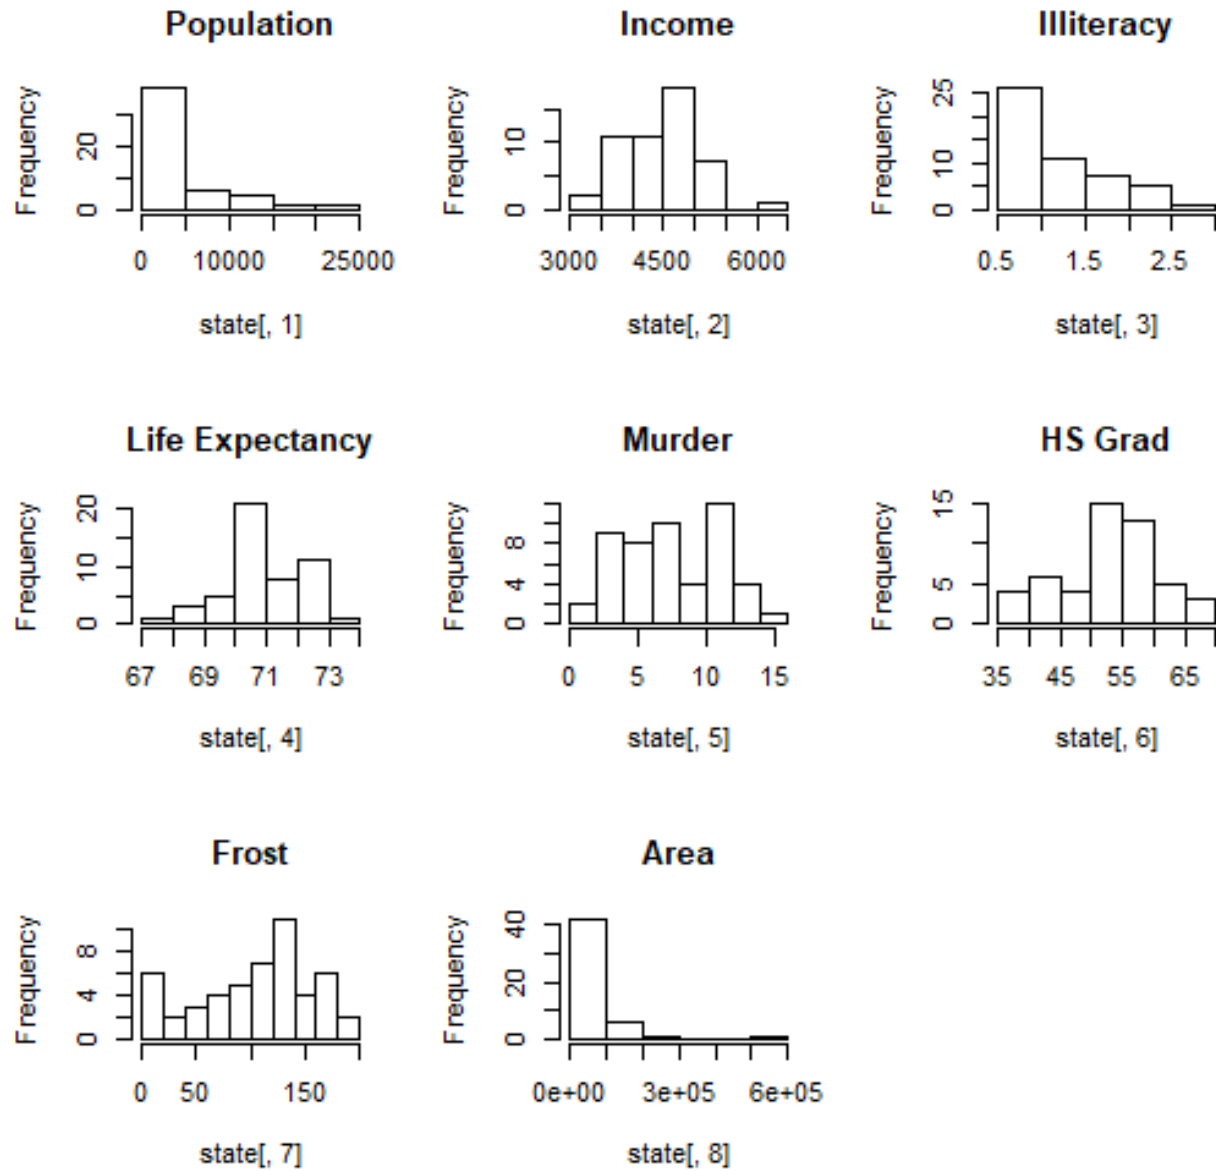 Population
Frequency
0 20
0 10000 25000
state[, 1]
Income
Frequency
0 10
3000 4500 6000
state[, 2]
Illiteracy
Frequency
0 10 25
0.5 1.5 2.5
state[, 3]
Life Expectancy
Frequency
0 10 20
67 69 71 73
state[, 4]
Murder
Frequency
0 4 8
0 5 10 15
state[, 5]
HS Grad
Frequency
0 5 15
35 45 55 65
state[, 6]
Frost
Frequency
0 4 8
0 50 150
state[, 7]
Area
Frequency
0 20 40
0e+00 3e+05 6e+05
state[, 8]